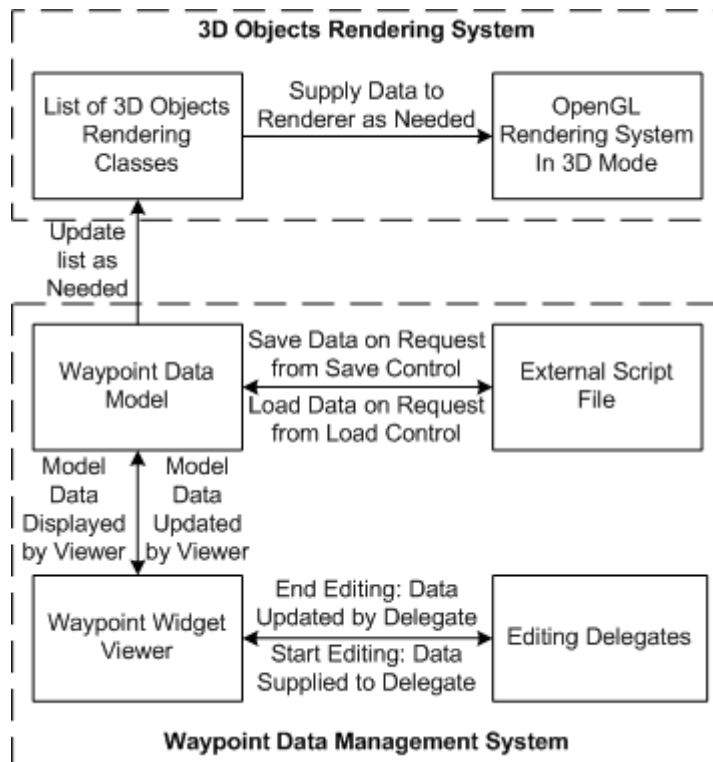 3D Objects Rendering System
List of 3D Objects
Rendering
Classes
Supply Data to
Renderer as Needed
OpenGL
Rendering System
In 3D Mode
Update
list as
Needed
Waypoint Data
Model
Save Data on Request
from Save Control
Load Data on Request
from Load Control
External Script
File
Model
Data
Displayed
by Viewer
Model
Data
Updated
by Viewer
Waypoint Widget
Viewer
End Editing: Data
Updated by Delegate
Start Editing: Data
Supplied to Delegate
Editing Delegates
Waypoint Data Management System